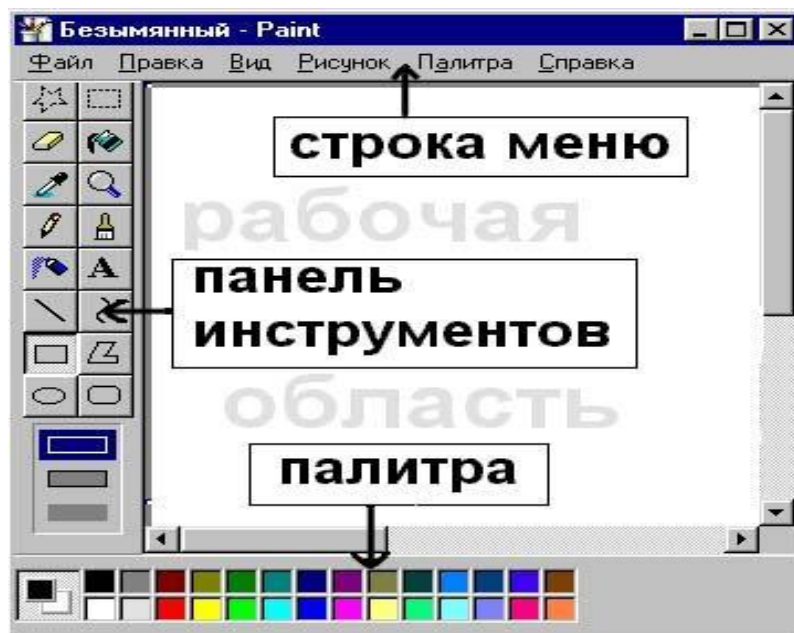 Безымянный - Paint
Файл Правка Вид Рисунок Палитра Справка
строка меню
рабочая
A
панель
инструментов
область
палитра